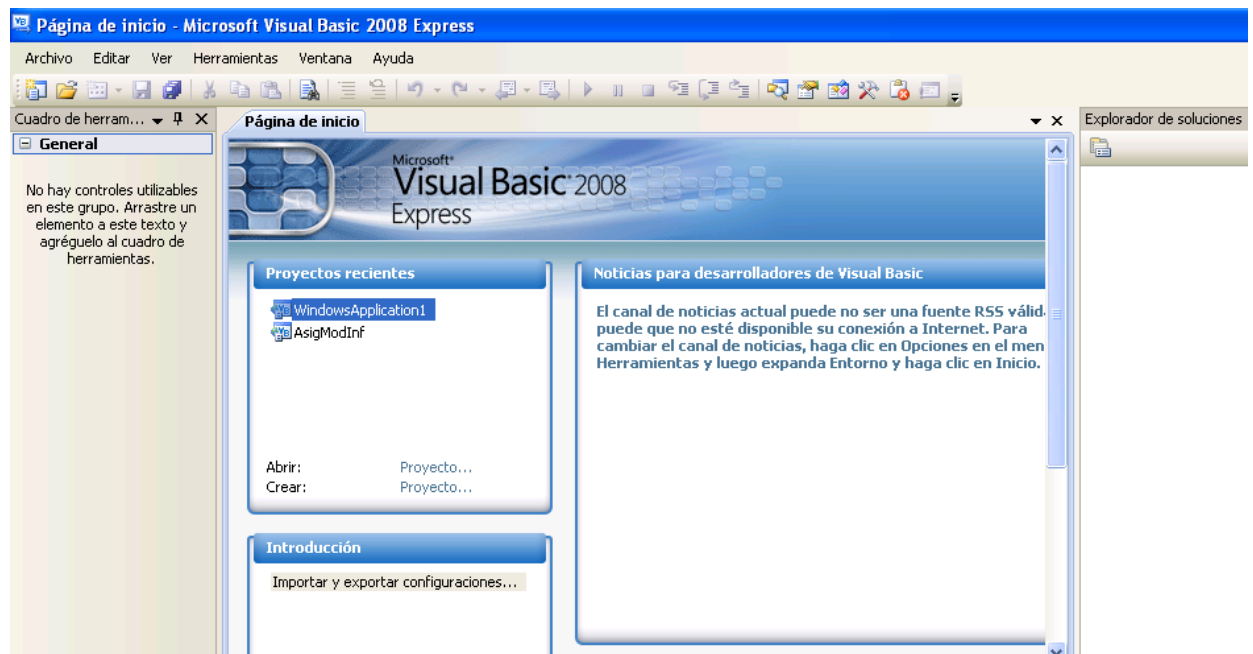 Página de inicio - Microsoft Visual Basic 2008 Express
Archivo Editar Ver Herramientas Ventana Ayuda
Cuadro de herram...
General
No hay controles utilizables
en este grupo. Arrastre un
elemento a este texto y
agréguelo al cuadro de
herramientas.
Página de inicio
Microsoft
Visual Basic 2008
Express
Proyectos recientes
WindowsApplication1
AsigModInf
Abrir: Proyecto...
Crear: Proyecto...
Introducción
Importar y exportar configuraciones...
Noticias para desarrolladores de Visual Basic
El canal de noticias actual puede no ser una fuente RSS válid
puede que no esté disponible su conexión a Internet. Para
cambiar el canal de noticias, haga clic en Opciones en el men
Herramientas y luego expanda Entorno y haga clic en Inicio.
Explorador de soluciones